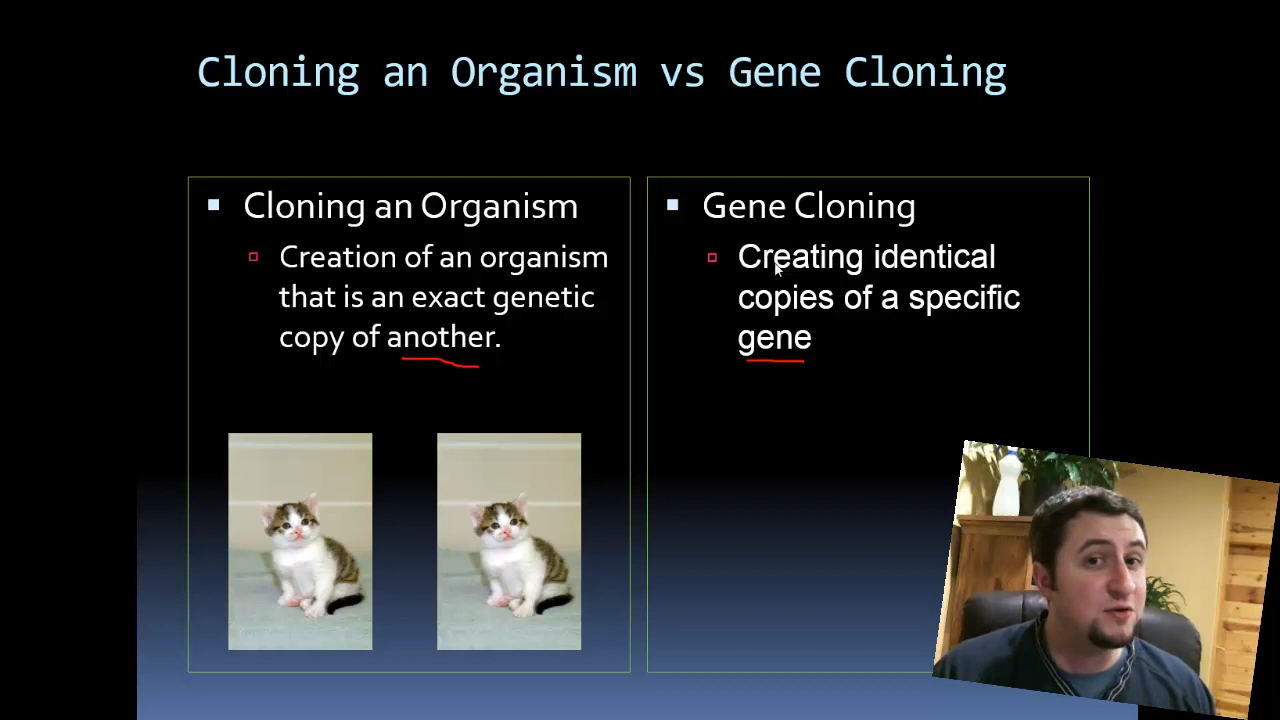 Cloning an Organism vs Gene Cloning
Cloning an Organism
Creation of an organism
that is an exact genetic
copy of another.
Gene Cloning
Creating identical
copies of a specific
gene